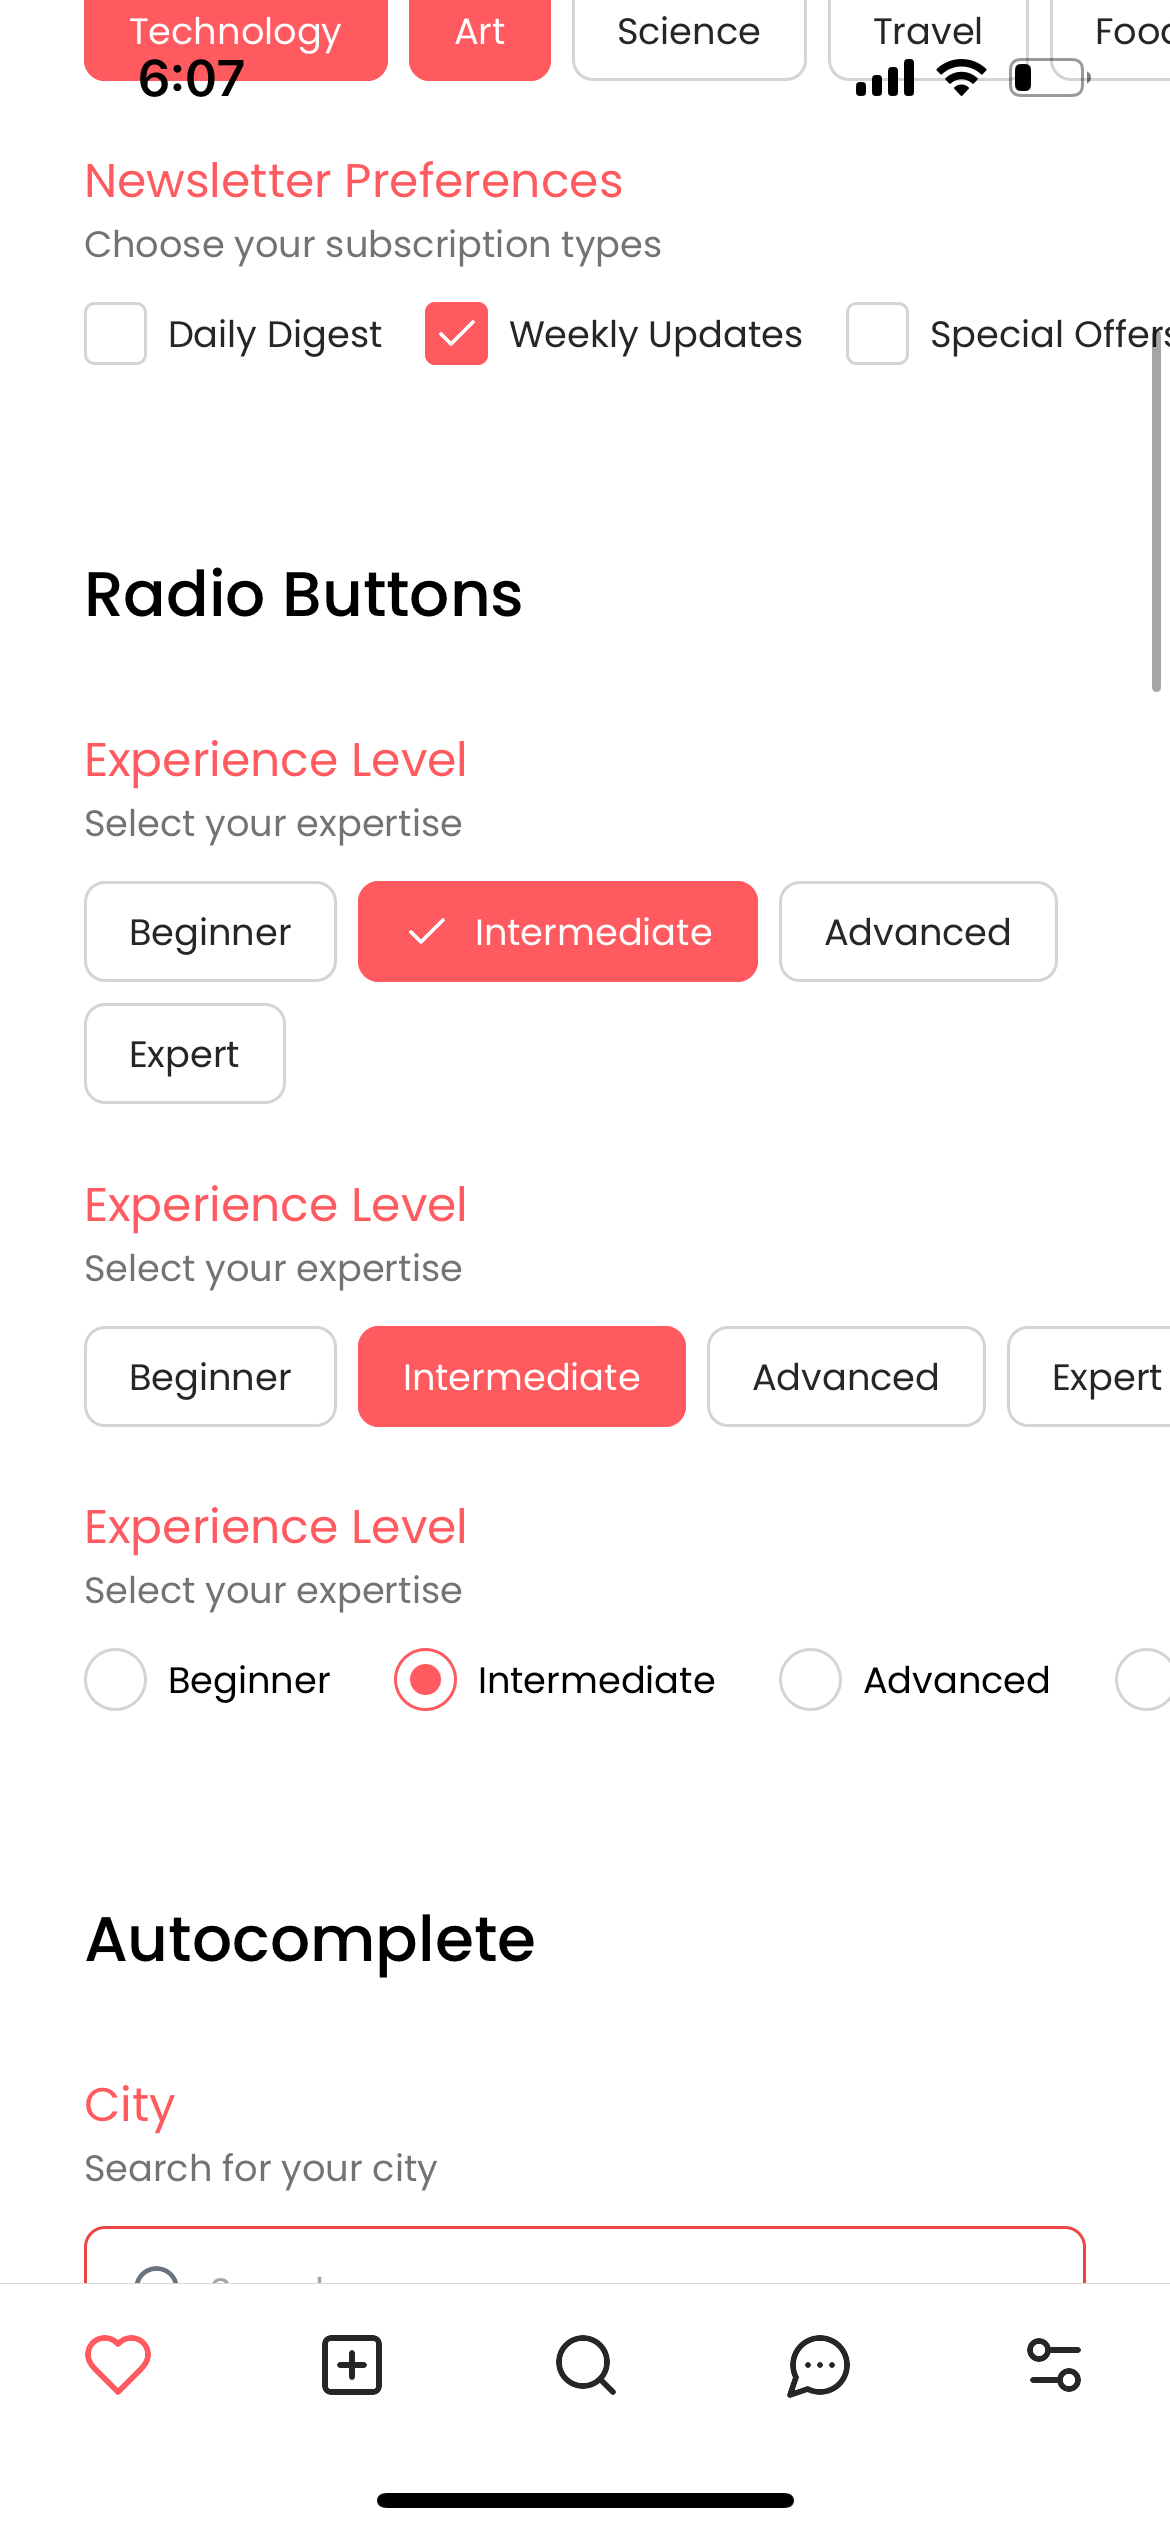 Technology Art Science Travel
6:07
Newsletter Preferences
Choose your subscription types
Daily Digest Weekly Updates Special Offers
Radio Buttons
Experience Level
Select your expertise
Beginner Intermediate Advanced
Expert
Experience Level
Select your expertise
Beginner Intermediate Advanced Expert
Experience Level
Select your expertise
Beginner Intermediate Advanced
Autocomplete
City
Search for your city